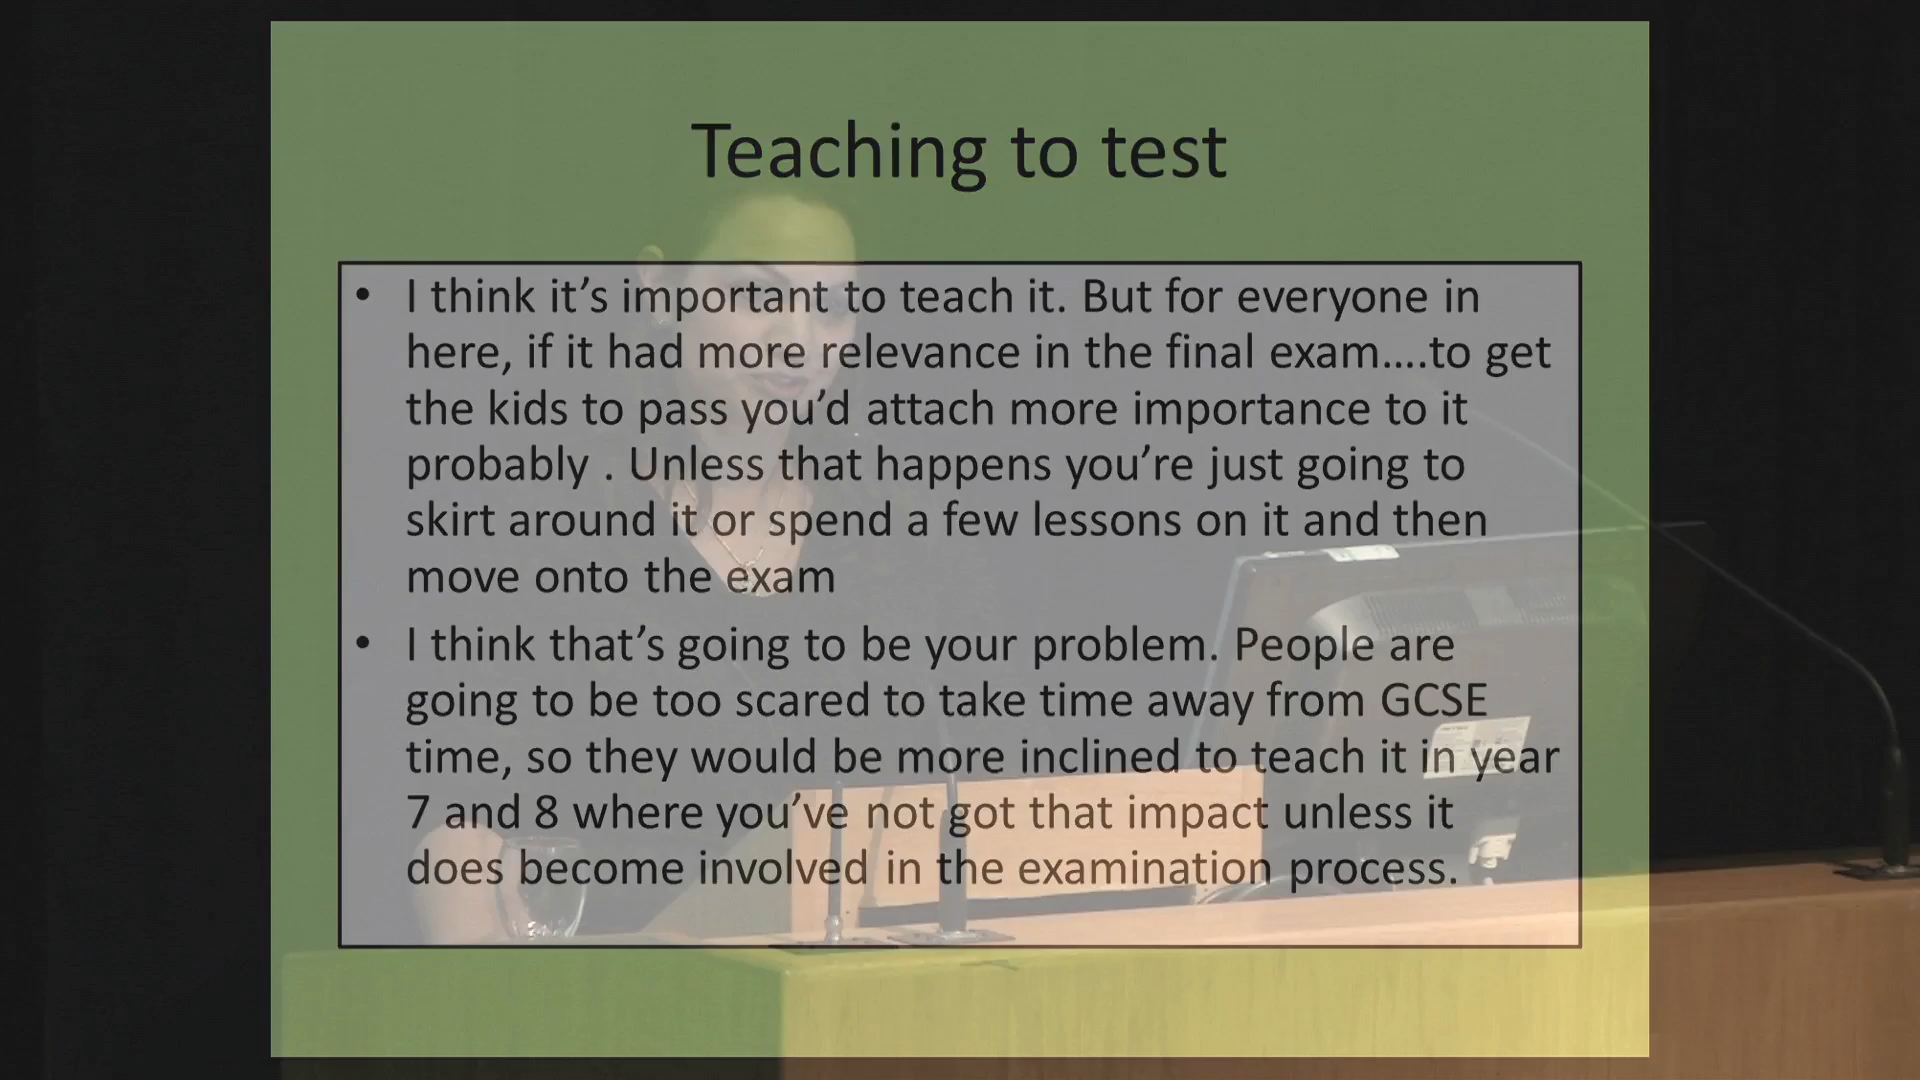 Teaching to test
• I think it’s important to teach it. But for everyone in
here, if it had more relevance in the final exam....to get
the kids to pass you’d attach more importance to it
probably . Unless that happens you’re just going to
skirt around it or spend a few lessons on it and then
move onto the exam
• I think that’s going to be your problem. People are
going to be too scared to take time away from GCSE
time, so they would be more inclined to teach it in year
7 and 8 where you’ve not got that impact unless it
does become involved in the examination process.